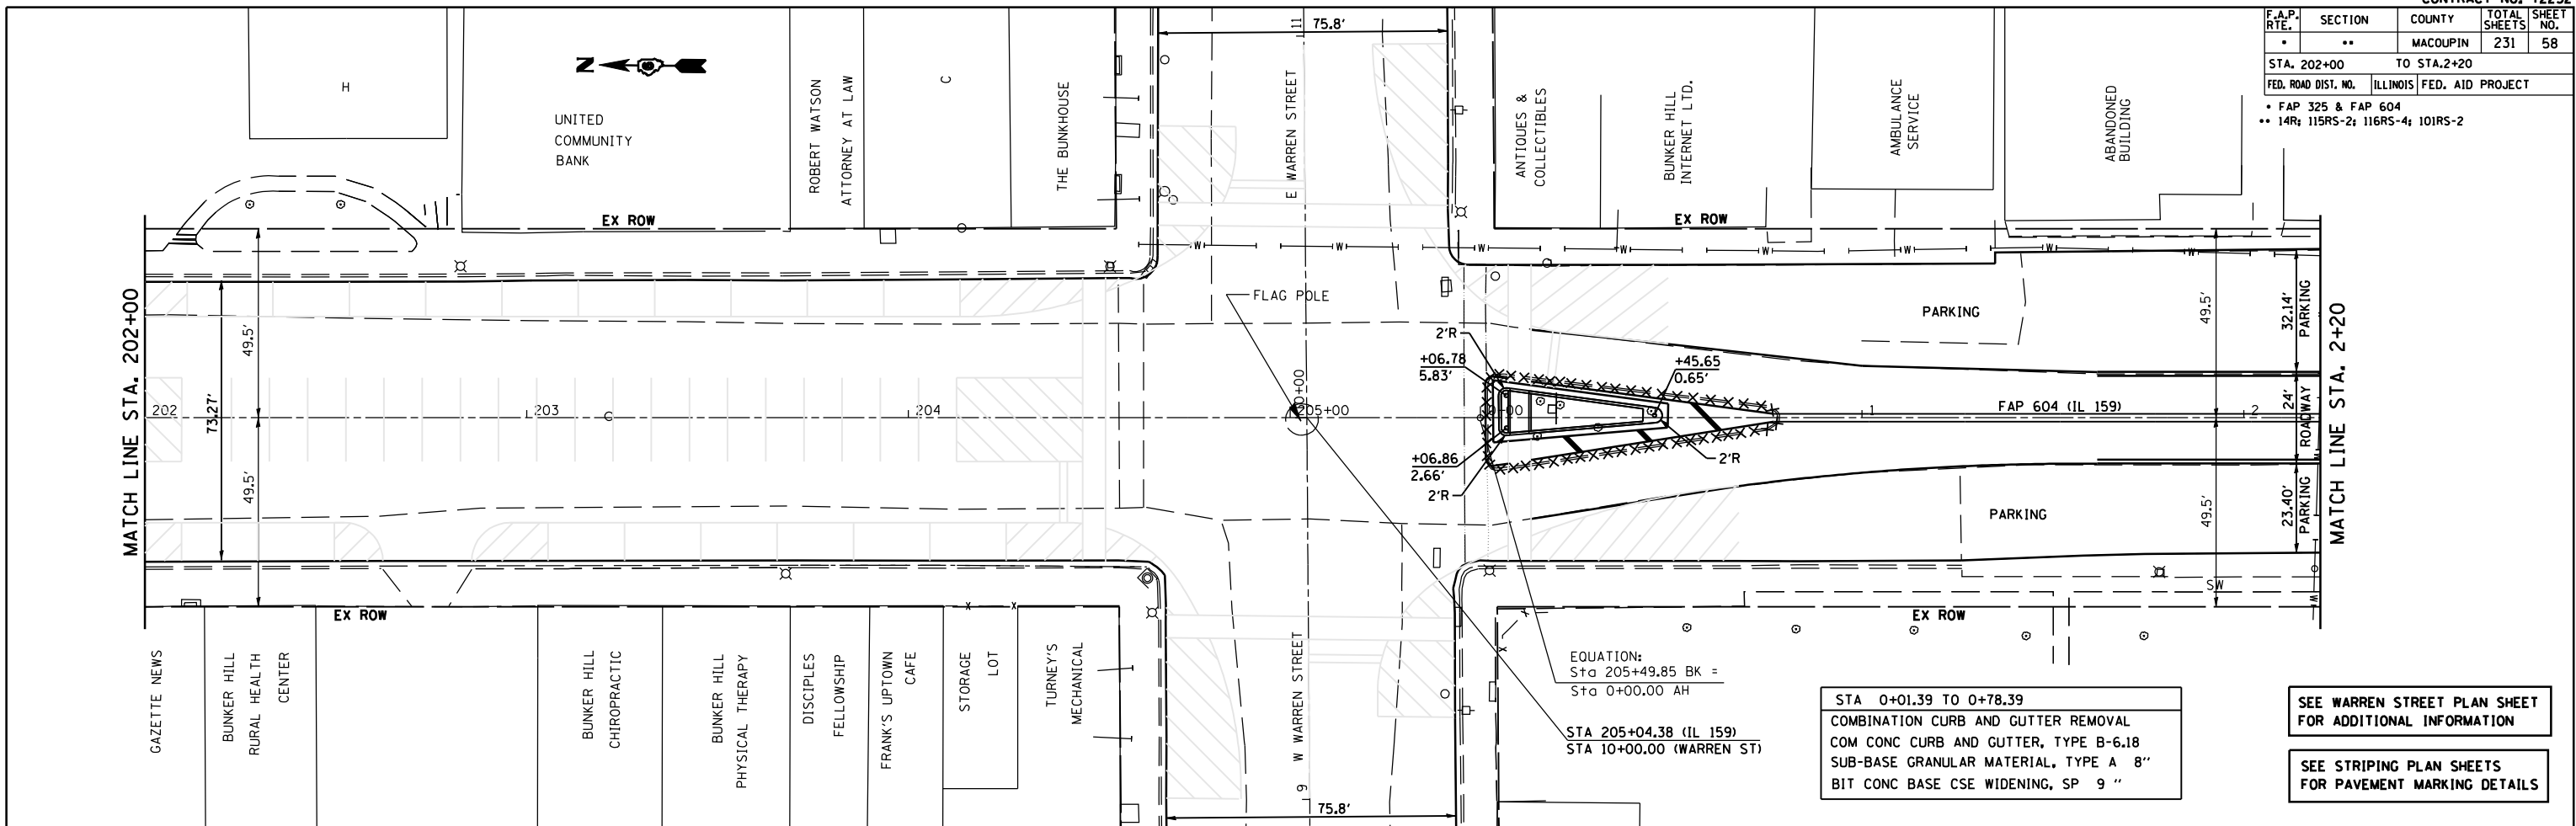 F.A.P. RTE. SECTION COUNTY TOTAL SHEETS SHEET NO.
• •• MACOUPIN 231 58
STA. 202+00 TO STA.2+20
FED. ROAD DIST. NO. ILLINOIS FED. AID PROJECT
• FAP 325 & FAP 604
•• 14R; 115RS-2; 116RS-4; 101RS-2
H
N
UNITED
COMMUNITY
BANK
ROBERT WATSON
ATTORNEY AT LAW
C
THE BUNKHOUSE
11
75.8'
E WARREN STREET
ANTIQUES &
COLLECTIBLES
BUNKER HILL
INTERNET LTD.
AMBULANCE
SERVICE
ABANDONED
BUILDING
EX ROW
EX ROW
W W W W W W W W
MATCH LINE STA. 202+00
73.27'
49.5'
49.5'
202
203
C
204
FLAG POLE
205+00
0+00
2'R
+06.78
5.83'
+45.65
0.65'
+06.86
2.66'
2'R
2'R
1
FAP 604 (IL 159)
2
PARKING
PARKING
49.5'
49.5'
32.14'
PARKING
24'
ROADWAY
23.40'
PARKING
MATCH LINE STA. 2+20
SW
W
EX ROW
EX ROW
GAZETTE NEWS
BUNKER HILL
RURAL HEALTH
CENTER
BUNKER HILL
CHIROPRACTIC
BUNKER HILL
PHYSICAL THERAPY
DISCIPLES
FELLOWSHIP
FRANK'S UPTOWN
CAFE
STORAGE
LOT
TURNEY'S
MECHANICAL
W WARREN STREET
9
75.8'
EQUATION:
Sta 205+49.85 BK =
Sta 0+00.00 AH
STA 205+04.38 (IL 159)
STA 10+00.00 (WARREN ST)
STA 0+01.39 TO 0+78.39
COMBINATION CURB AND GUTTER REMOVAL
COM CONC CURB AND GUTTER, TYPE B-6.18
SUB-BASE GRANULAR MATERIAL, TYPE A 8''
BIT CONC BASE CSE WIDENING, SP 9 ''
SEE WARREN STREET PLAN SHEET
FOR ADDITIONAL INFORMATION
SEE STRIPING PLAN SHEETS
FOR PAVEMENT MARKING DETAILS